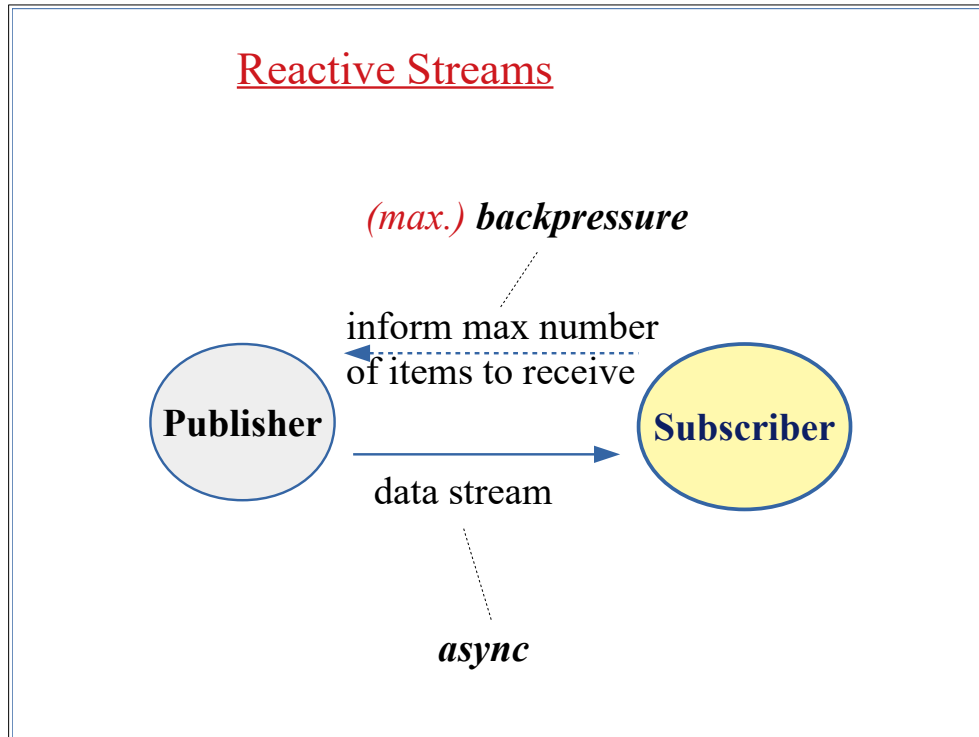 Reactive Streams
(max.) backpressure
inform max number
of items to receive
Publisher
Subscriber
data stream
async